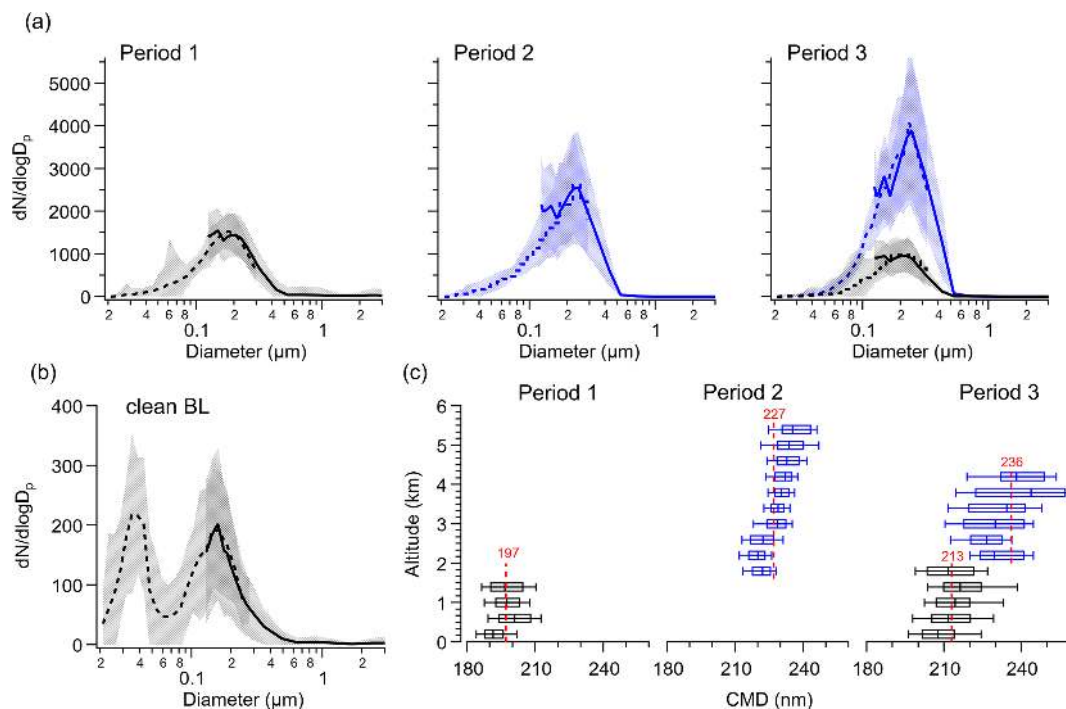 (a)
Period 1
Period 2
Period 3
5000
4000
3000
2000
1000
0
dN/dlogDp
2 4 6 8 2 4 6 8 2
0.1 1
Diameter (µm)
2 4 6 8 2 4 6 8 2
0.1 1
Diameter (µm)
2 4 6 8 2 4 6 8 2
0.1 1
Diameter (µm)
(b)
clean BL
400
300
200
100
0
dN/dlogDp
2 4 6 8 2 4 6 8 2
0.1 1
Diameter (µm)
(c)
Period 1
Period 2
Period 3
6
5
4
3
2
1
0
Altitude (km)
197
227
236
213
180 210 240
180 210 240
180 210 240
CMD (nm)